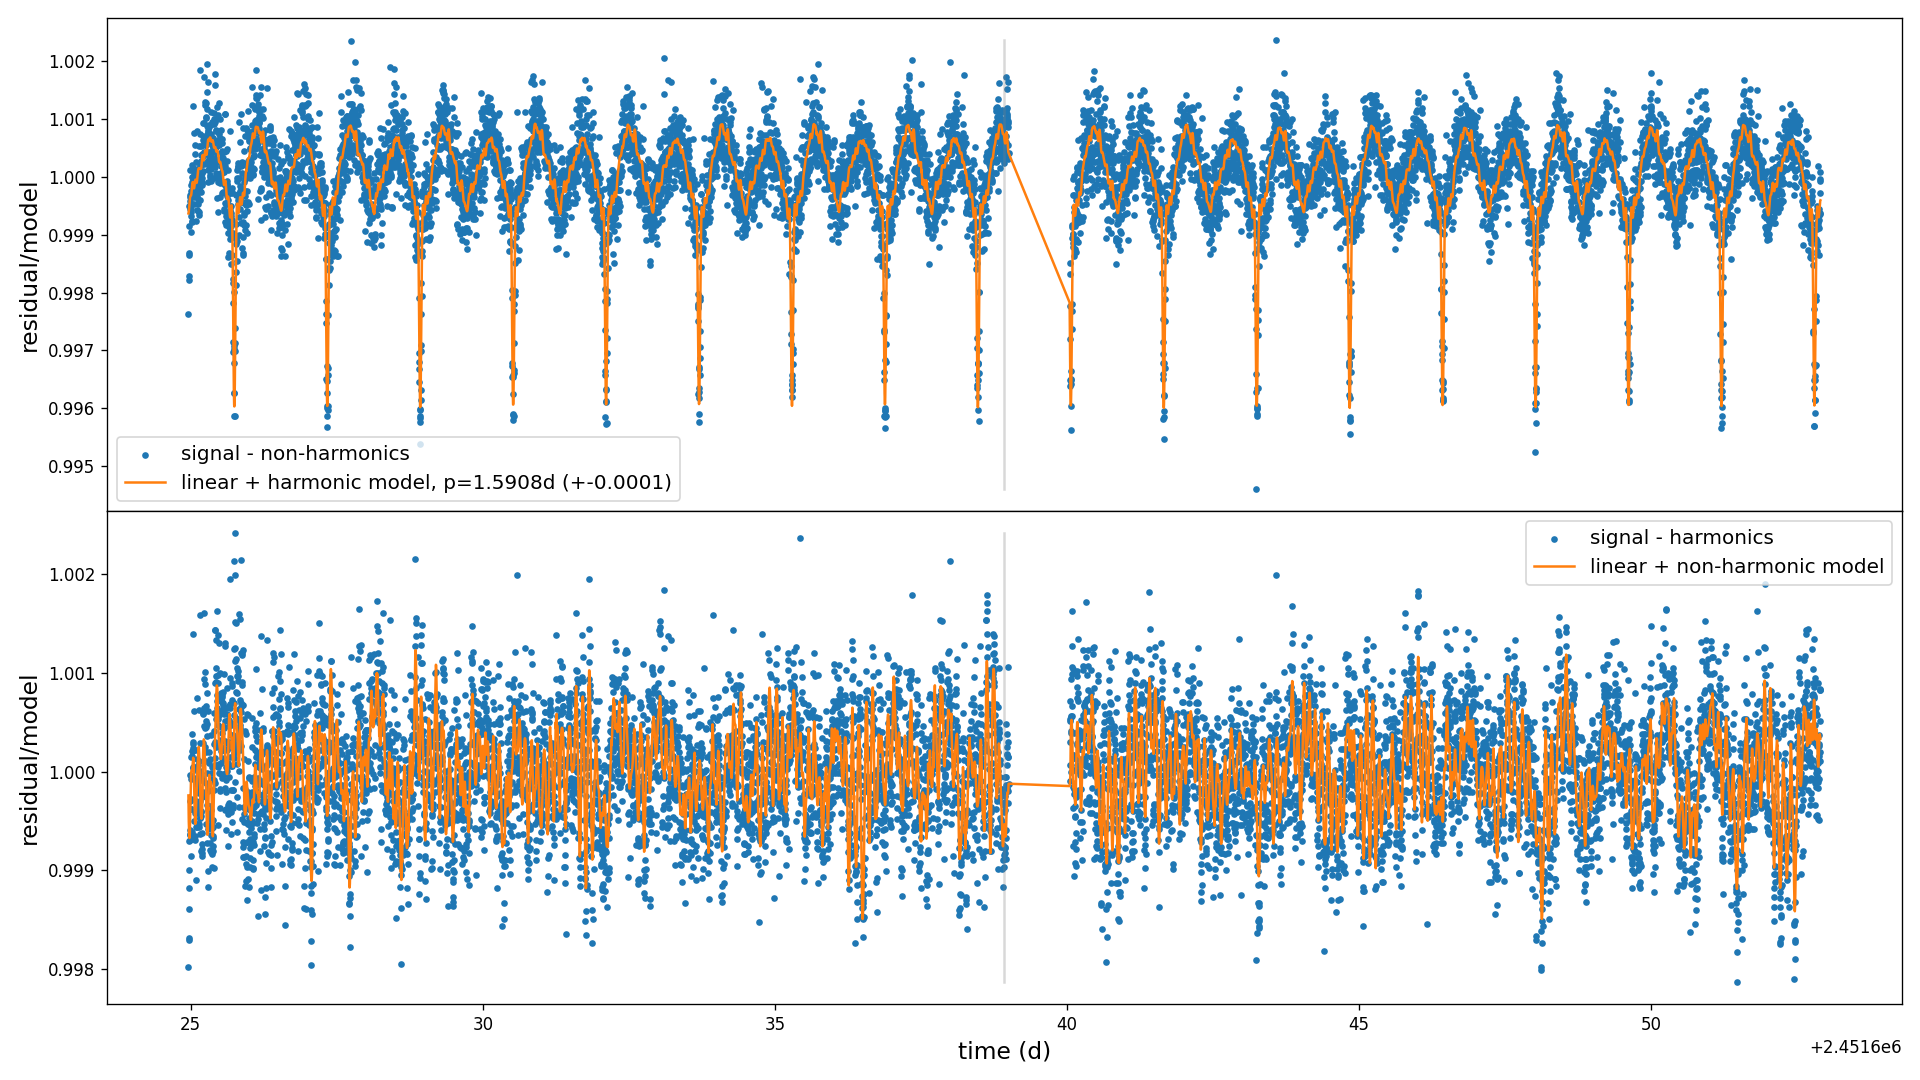 1.002
1.001
1.000
0.999
0.998
0.997
0.996
0.995
residual/model
signal - non-harmonics
linear + harmonic model, p=1.5908d (+-0.0001)
signal - harmonics
linear + non-harmonic model
1.002
1.001
1.000
0.999
0.998
residual/model
25 30 35 40 45 50
time (d)
+2.4516e6